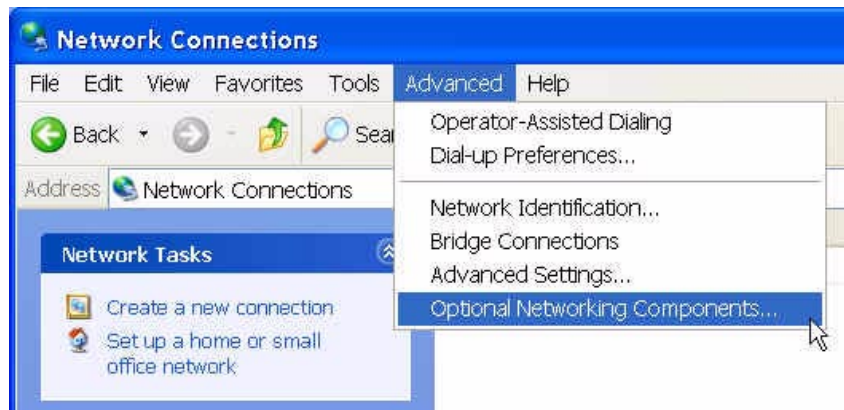 Network Connections
File Edit View Favorites Tools Advanced Help
Back
Operator-Assisted Dialing
Dial-up Preferences...
Address Network Connections
Network Identification...
Bridge Connections
Advanced Settings...
Optional Networking Components...
Network Tasks
Create a new connection
Set up a home or small
office network